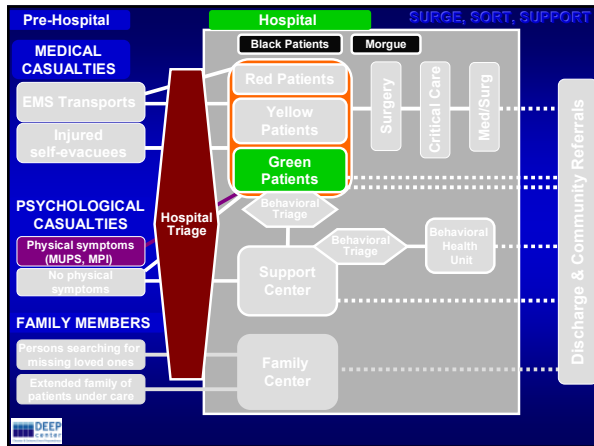 Pre-Hospital
Hospital
SURGE, SORT, SUPPORT
Black Patients
Morgue
MEDICAL
CASUALTIES
EMS Transports
Injured
self-evacuees
Red Patients
Yellow
Patients
Green
Patients
Surgery
Critical Care
Med/Surg
Discharge & Community Referrals
Hospital
Triage
PSYCHOLOGICAL
CASUALTIES
Physical symptoms
(MUPS, MPI)
No physical
symptoms
Behavioral
Triage
Behavioral
Triage
Behavioral
Health
Unit
Support
Center
FAMILY MEMBERS
Persons searching for
missing loved ones
Extended family of
patients under care
Family
Center
DEEP
center